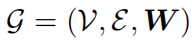 𝒢 = (𝒱, ℰ, 𝑾)